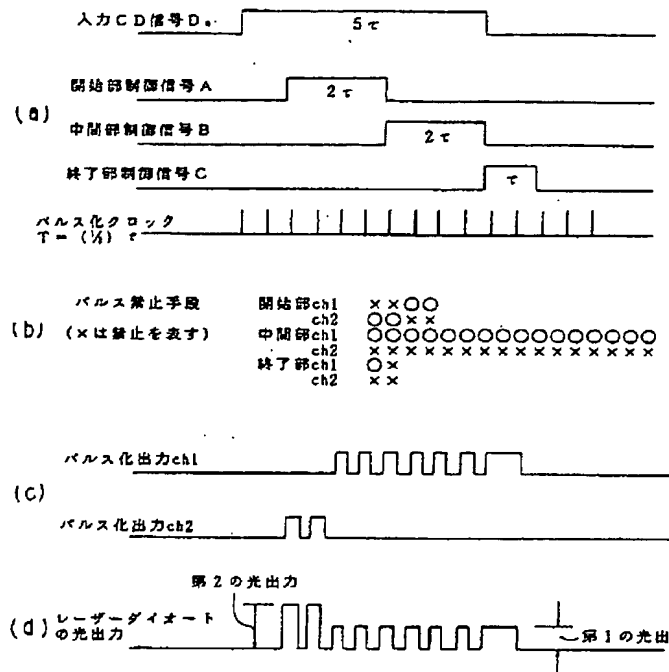 入力CD信号D。
5τ
開始部制御信号A
2τ
(a)
中間部制御信号B
2τ
終了部制御信号C
τ
パルス化クロック
T=(½)τ
パルス禁止手段 開始部ch1 ××○○
ch2 ○○××
(b) (×は禁止を表す) 中間部ch1 ○○○○○○○○○○○○○○○
ch2 ×××××××××××××××
終了部ch1 ○×
ch2 ××
パルス化出力ch1
(c)
パルス化出力ch2
第2の光出力
(d) レーザーダイオート
の光出力
第1の光出